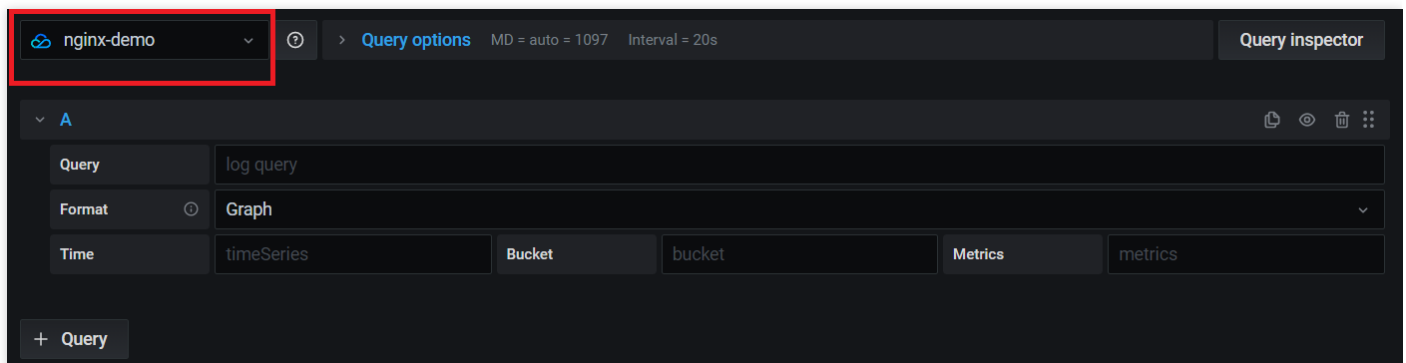 nginx-demo Query options MD = auto = 1097 Interval = 20s Query inspector
A
Query log query
Format Graph
Time timeSeries Bucket bucket Metrics metrics
+ Query